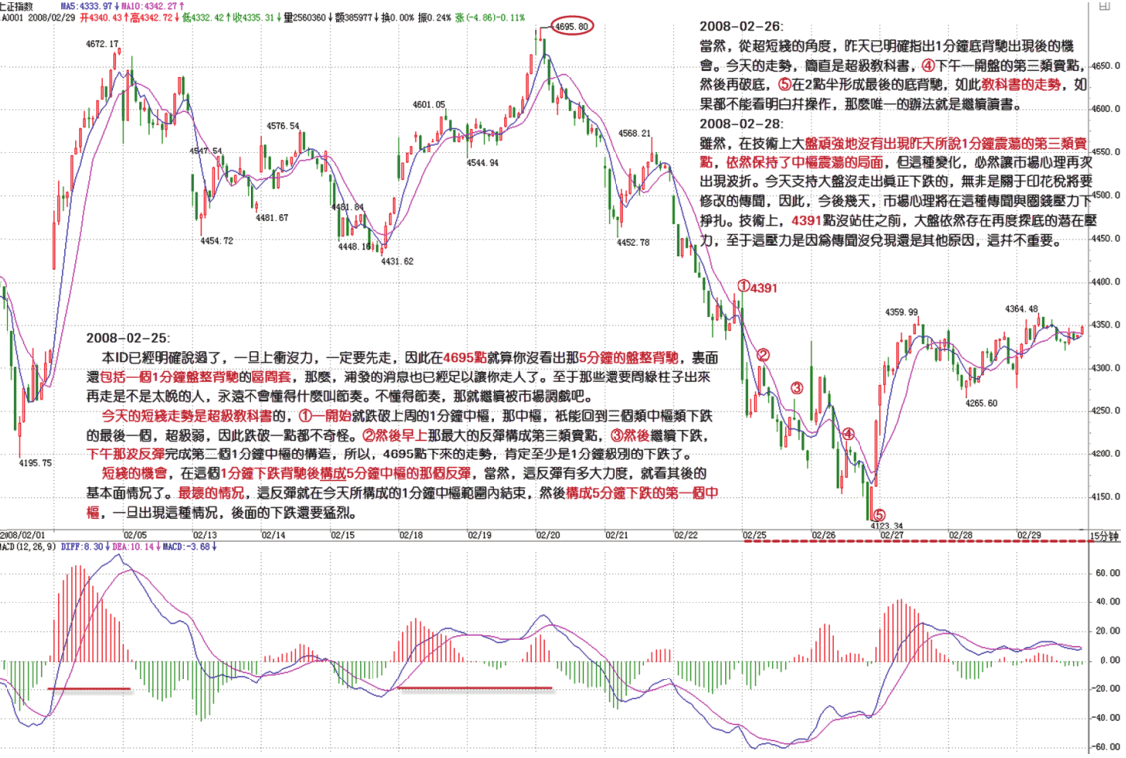 上证指数 MA5:4333.97↓MA10:4342.27↑
A001 2008/02/29 开4340.43↑高4342.72↓低4332.42↑收4335.31↓量2560360↓额385977↓换0.00% 振0.24% 涨(-4.86)-0.11%
4695.80
4672.17
4601.05
4576.54
4568.21
4547.54
4544.94
4481.84
4481.67
4454.72
4452.78
4448.16
4431.62
①4391
②
③
④
⑤
4359.99
4364.48
4265.60
4195.75
4123.34
2008-02-26:
當然，從超短綫的角度，昨天已明確指出1分鐘底背馳出現後的機
會。今天的走勢，簡直是超級教科書，④下午一開盤的第三類賣點，
然後再破底，⑤在2點半形成最後的底背馳，如此教科書的走勢，如
果都不能看明白幷操作，那麽唯一的辦法就是繼續讀書。
2008-02-28:
雖然，在技術上大盤頑強地沒有出現昨天所說1分鐘震蕩的第三類賣
點，依然保持了中樞震蕩的局面，但這種變化，必然讓市場心理再次
出現波折。今天支持大盤沒走出眞正下跌的，無非是關于印花稅將要
修改的傳聞，因此，今後幾天，市場心理將在這種傳聞與圈錢壓力下
掙扎。技術上，4391點沒站住之前，大盤依然存在再度探底的潛在壓
力，至于這壓力是因爲傳聞沒兌現還是其他原因，這幷不重要。
2008-02-25:
本ID已經明確說過了，一旦上衝沒力，一定要先走，因此在4695點就算你沒看出那5分鐘的盤整背馳，裏面
還包括一個1分鐘盤整背馳的區間套，那麽，浦發的消息也已經足以讓你走人了。至于那些還要問綠柱子出來
再走是不是太晚的人，永遠不會懂得什麽叫節奏。不懂得節奏，那就繼續被市場調戲吧。
今天的短綫走勢是超級教科書的，①一開始就跌破上周的1分鐘中樞，那中樞，衹能回到三個類中樞類下跌
的最後一個，超級弱，因此跌破一點都不奇怪。②然後早上那最大的反彈構成第三類賣點，③然後繼續下跌，
下午那波反彈完成第二個1分鐘中樞的構造，所以，4695點下來的走勢，肯定至少是1分鐘級別的下跌了。
短綫的機會，在這個1分鐘下跌背馳後構成5分鐘中樞的那個反彈，當然，這反彈有多大力度，就看其後的
基本面情况了。最壞的情况，這反彈就在今天所構成的1分鐘中樞範圍內結束，然後構成5分鐘下跌的第一個中
樞，一旦出現這種情况，後面的下跌還要猛烈。
4650.0
4600.0
4550.0
4500.0
4450.0
4400.0
4350.0
4300.0
4250.0
4200.0
4150.0
2008/02/01 02/05 02/13 02/14 02/15 02/18 02/19 02/20 02/21 02/22 02/25 02/26 02/27 02/28 02/29 15分钟
MACD(12,26,9) DIFF:8.30↓DEA:10.14↓MACD:-3.68↓
60.00
40.00
20.00
0.00
-20.00
-40.00
-60.00